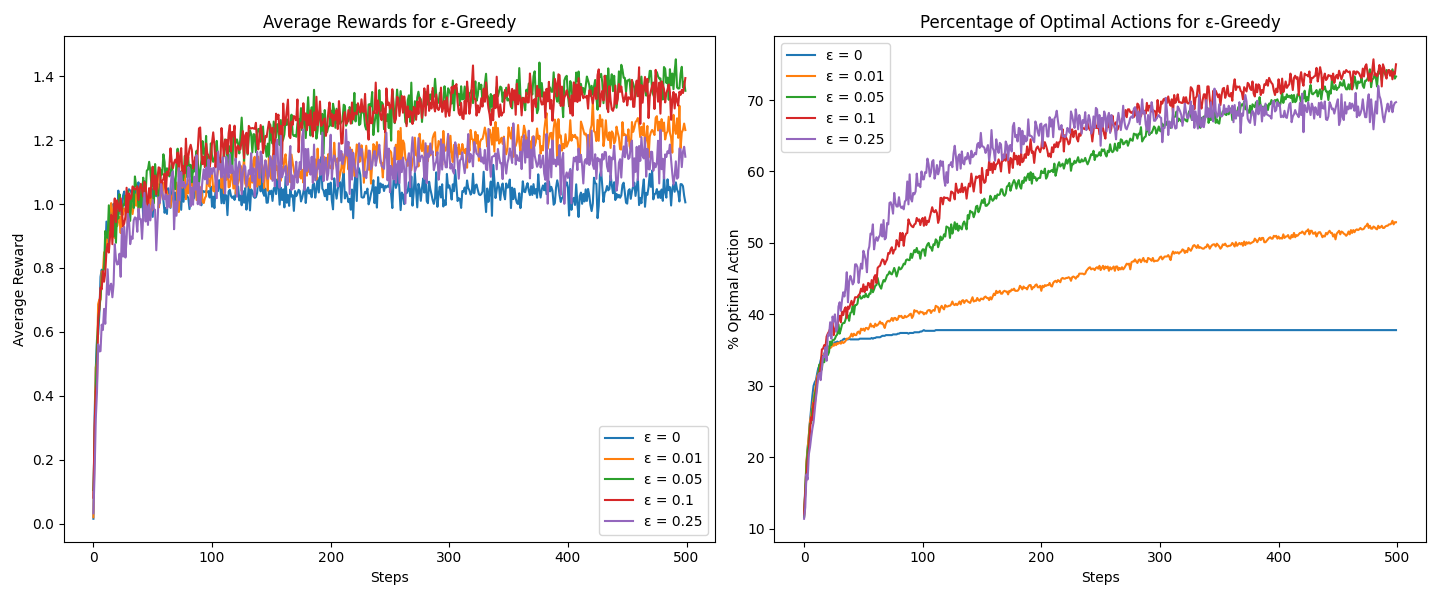 Average Rewards for ε-Greedy
Average Reward
1.4
1.2
1.0
0.8
0.6
0.4
0.2
0.0
0
100
200
300
400
500
Steps
ε = 0
ε = 0.01
ε = 0.05
ε = 0.1
ε = 0.25
Percentage of Optimal Actions for ε-Greedy
% Optimal Action
70
60
50
40
30
20
10
0
100
200
300
400
500
Steps
ε = 0
ε = 0.01
ε = 0.05
ε = 0.1
ε = 0.25